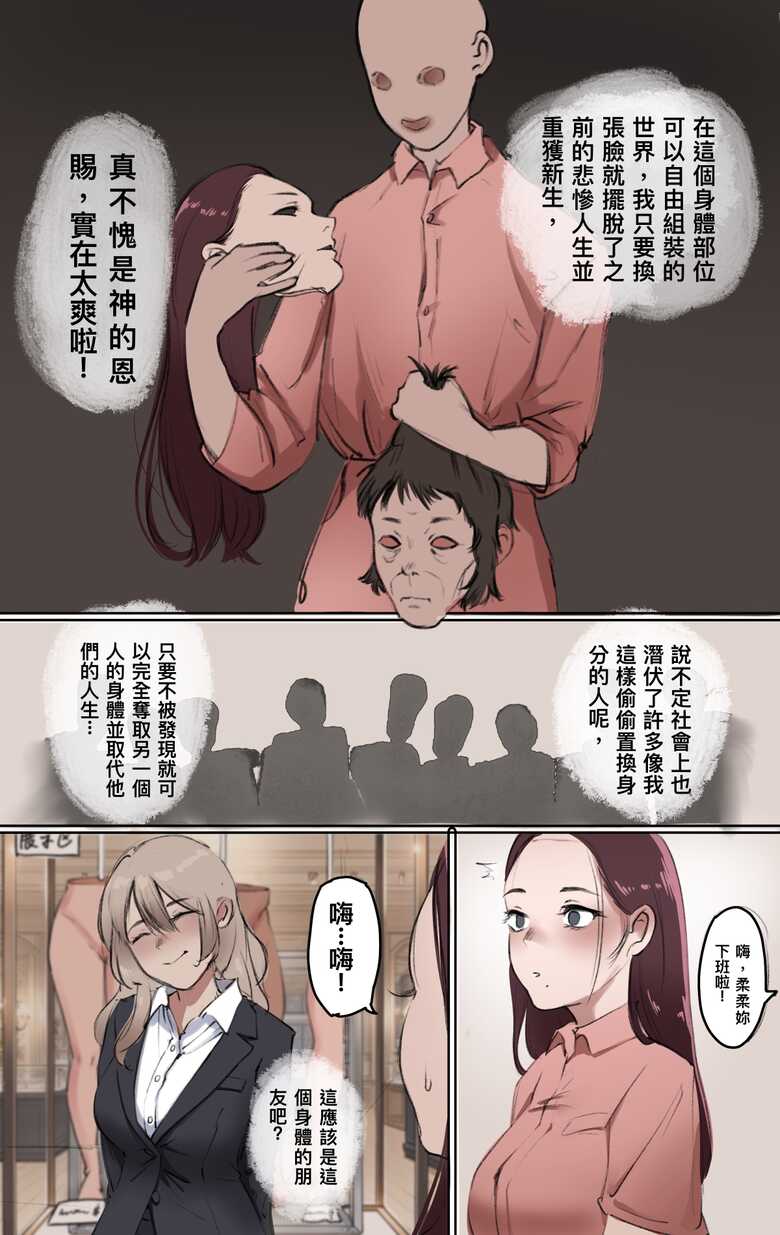 在這個身體部位
可以自由組裝的
世界，我只要換
張臉就擺脫了之
前的悲慘人生並
重獲新生，
真不愧是神的恩
賜，實在太爽啦！
說不定社會上也
潛伏了許多像我
這樣偷偷置換身
分的人呢，
只要不被發現就可
以完全奪取另一個
人的身體並取代他
們的人生…
嗨，柔柔妳
下班啦！
嗨…嗨！
這應該是這
個身體的朋
友吧？